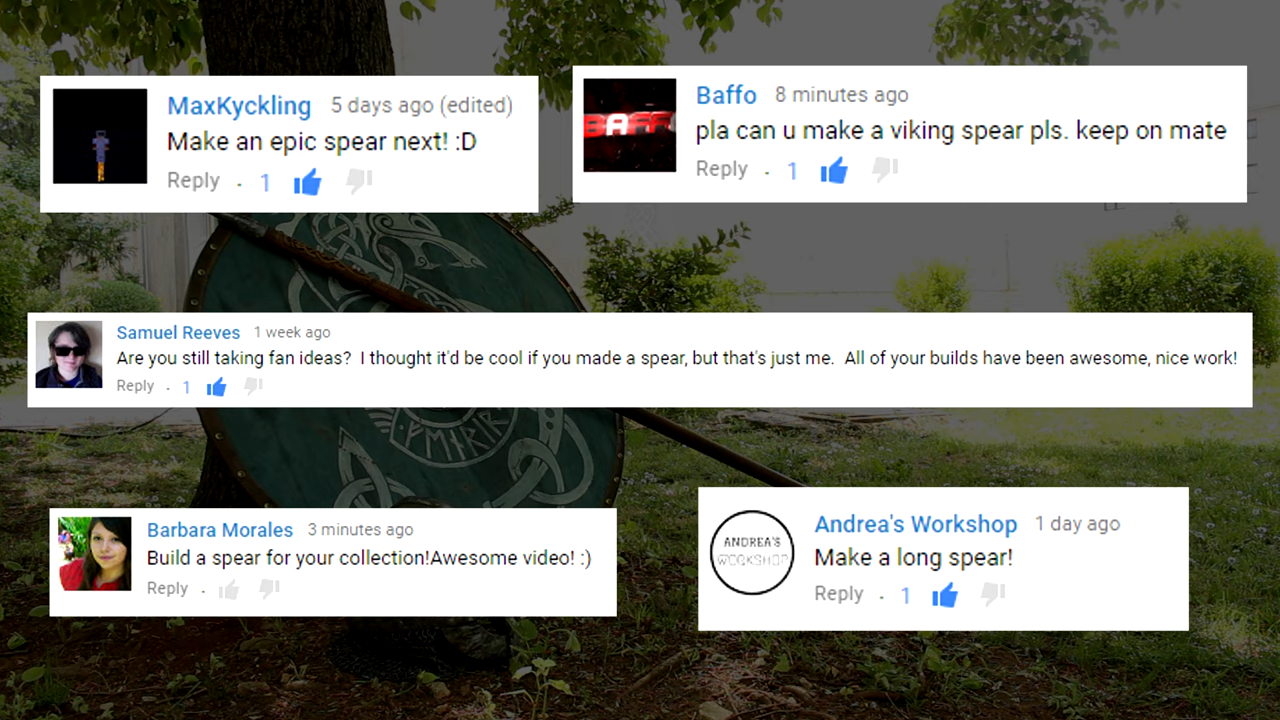 MaxKyckling 5 days ago (edited)
Make an epic spear next! :D
Reply · 1
BAFF
Baffo 8 minutes ago
pla can u make a viking spear pls. keep on mate
Reply · 1
Samuel Reeves 1 week ago
Are you still taking fan ideas? I thought it'd be cool if you made a spear, but that's just me. All of your builds have been awesome, nice work!
Reply · 1
ᚠᛖᚾᚱᛁᚱ
Barbara Morales 3 minutes ago
Build a spear for your collection!Awesome video! :)
Reply ·
ANDREA'S
WORKSHOP
Andrea's Workshop 1 day ago
Make a long spear!
Reply · 1